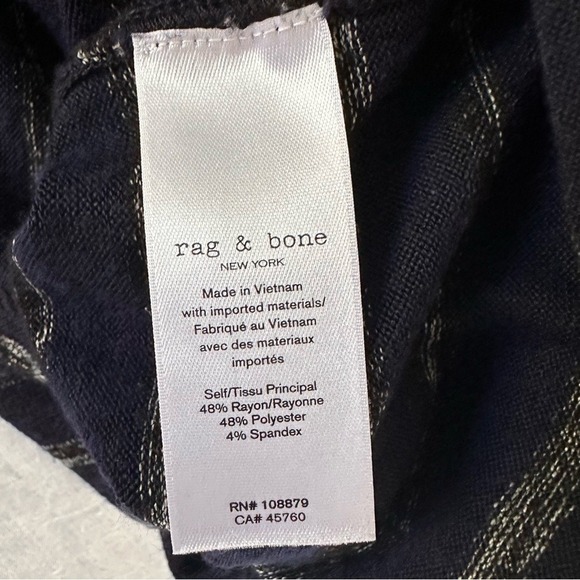 rag & bone
NEW YORK
Made in Vietnam
with imported materials/
Fabriqué au Vietnam
avec des materiaux
importés
Self/Tissu Principal
48% Rayon/Rayonne
48% Polyester
4% Spandex
RN# 108879
CA# 45760